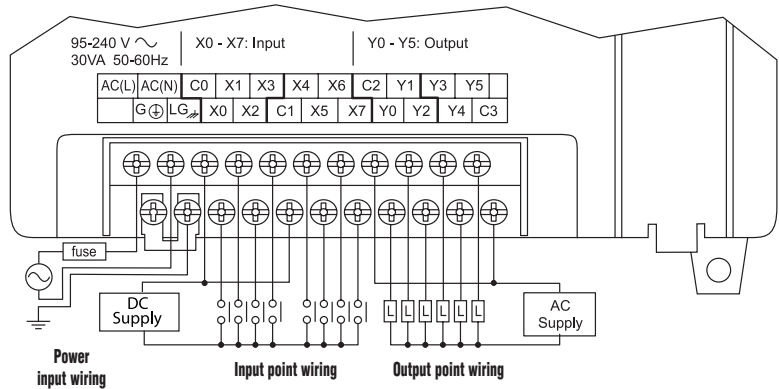 95-240 V
30VA 50-60Hz
X0 - X7: Input
Y0 - Y5: Output
AC(L) AC(N) C0 X1 X3 X4 X6 C2 Y1 Y3 Y5
G LG X0 X2 C1 X5 X7 Y0 Y2 Y4 C3
fuse
DC
Supply
L L L L L L
AC
Supply
Power
input wiring
Input point wiring
Output point wiring